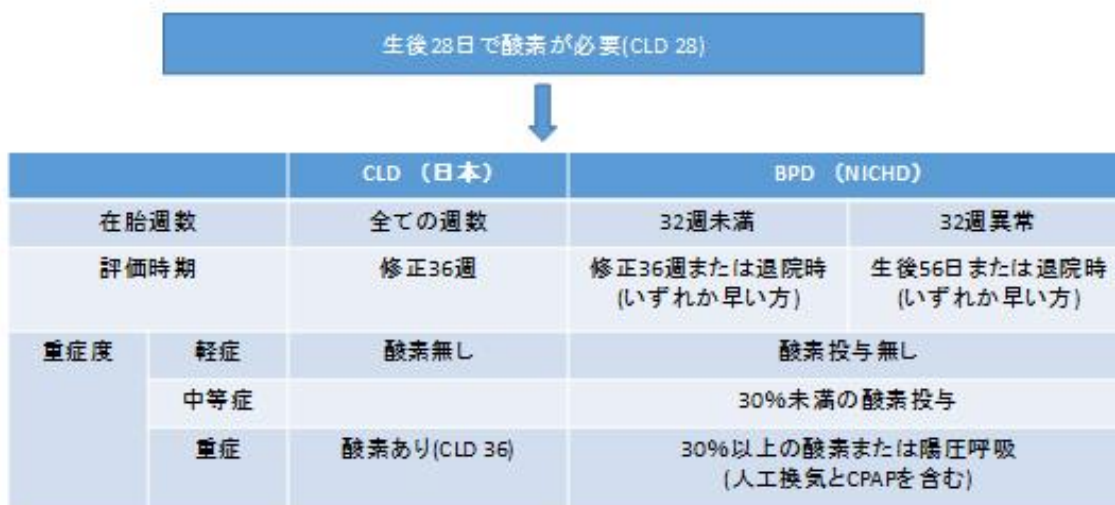 生後28日で酸素が必要(CLD 28)
CLD （日本）
BPD （NICHD）
在胎週数
全ての週数
32週未満
32週異常
評価時期
修正36週
修正36週または退院時
(いずれか早い方)
生後56日または退院時
(いずれか早い方)
重症度
軽症
酸素無し
酸素投与無し
中等症
30%未満の酸素投与
重症
酸素あり(CLD 36)
30%以上の酸素または陽圧呼吸
(人工換気とCPAPを含む)